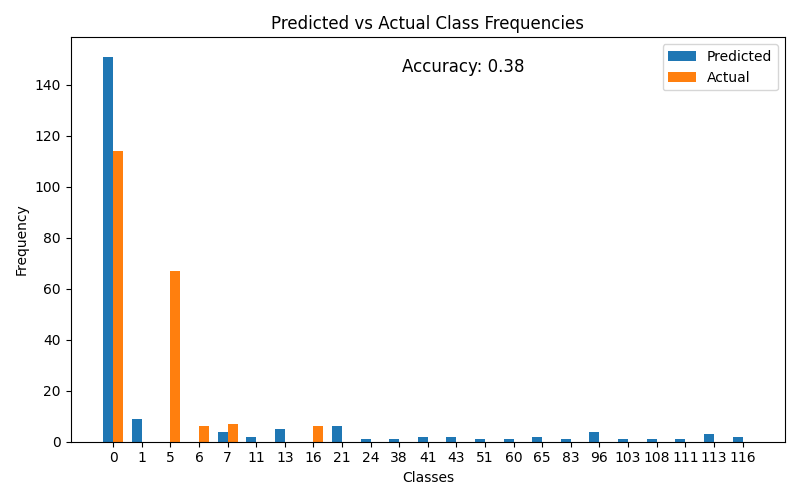 Predicted vs Actual Class Frequencies
Accuracy: 0.38
Predicted
Actual
140
120
100
80
60
40
20
0
Frequency
0 1 5 6 7 11 13 16 21 24 38 41 43 51 60 65 83 96 103 108 111 113 116
Classes